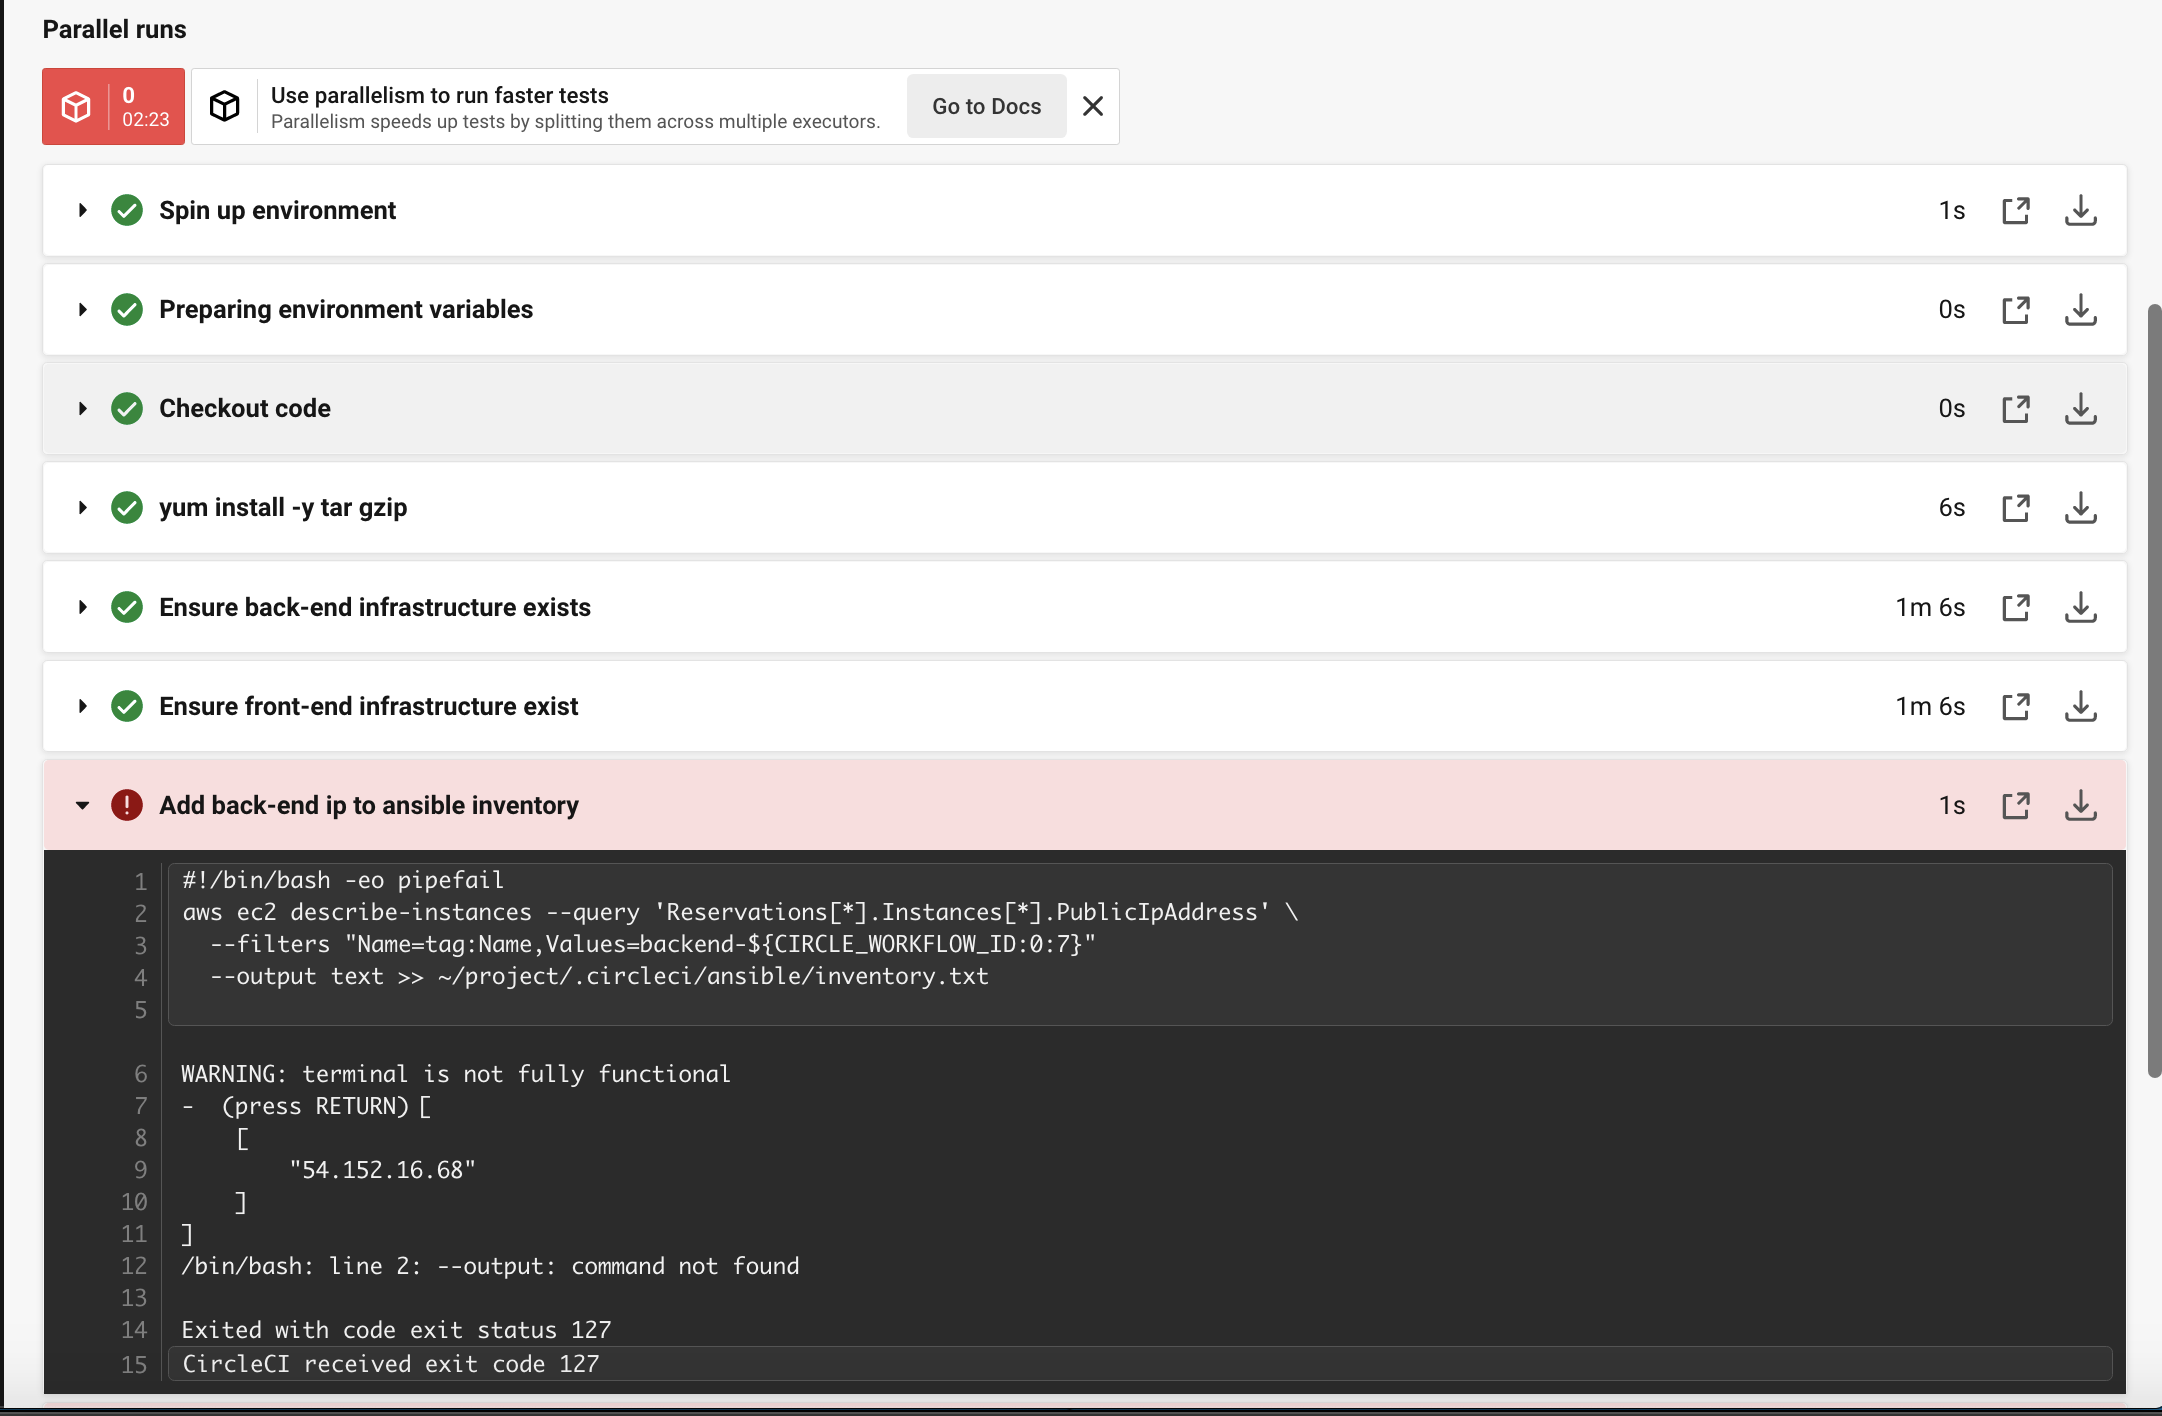 Parallel runs
0
02:23
Use parallelism to run faster tests
Parallelism speeds up tests by splitting them across multiple executors.
Go to Docs
Spin up environment 1s
Preparing environment variables 0s
Checkout code 0s
yum install -y tar gzip 6s
Ensure back-end infrastructure exists 1m 6s
Ensure front-end infrastructure exist 1m 6s
Add back-end ip to ansible inventory 1s
1 #!/bin/bash -eo pipefail
2 aws ec2 describe-instances --query 'Reservations[*].Instances[*].PublicIpAddress' \
3   --filters "Name=tag:Name,Values=backend-${CIRCLE_WORKFLOW_ID:0:7}"
4   --output text >> ~/project/.circleci/ansible/inventory.txt
5
6 WARNING: terminal is not fully functional
7 -  (press RETURN)[
8     [
9         "54.152.16.68"
10     ]
11 ]
12 /bin/bash: line 2: --output: command not found
13
14 Exited with code exit status 127
15 CircleCI received exit code 127